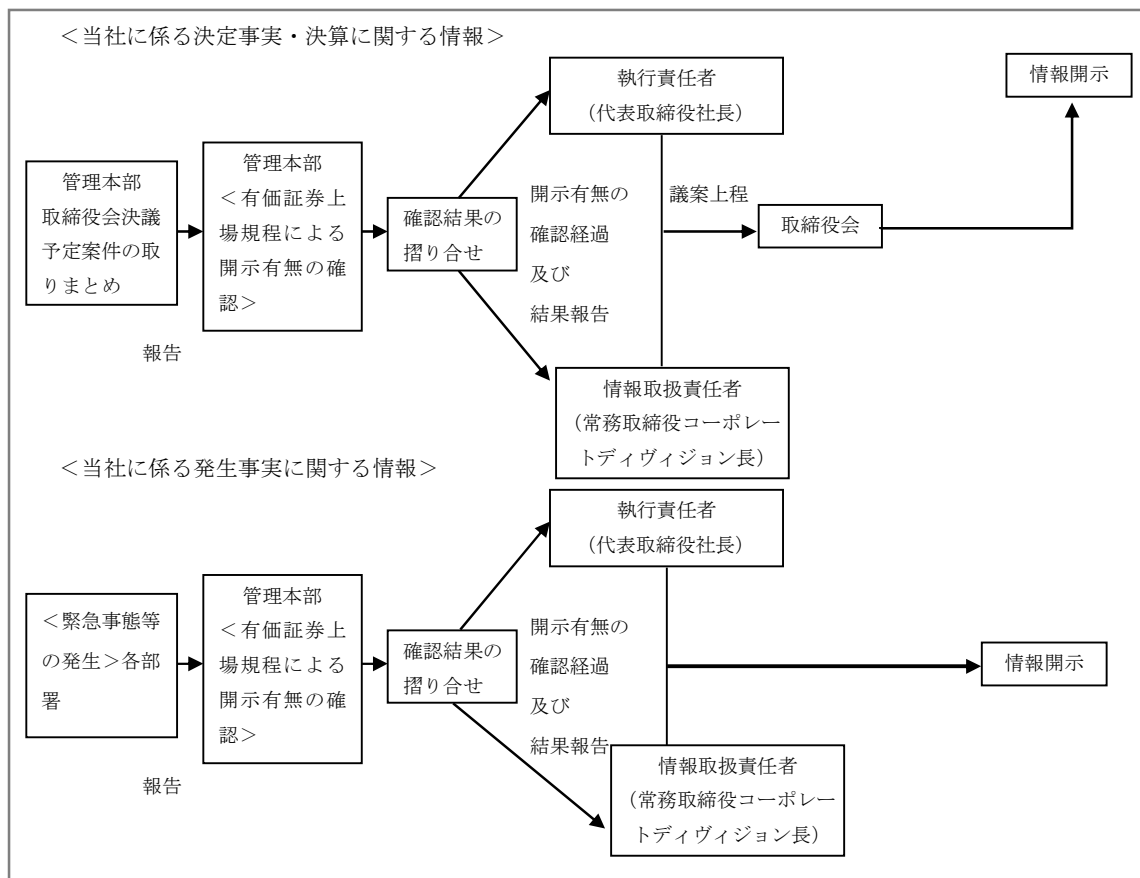 ＜当社に係る決定事実・決算に関する情報＞
管理本部
取締役会決議
予定案件の取
りまとめ
報告
管理本部
＜有価証券上
場規程による
開示有無の確
認＞
確認結果の
摺り合せ
執行責任者
（代表取締役社長）
開示有無の
確認経過
及び
結果報告
情報取扱責任者
（常務取締役コーポレー
トディヴィジョン長）
議案上程
取締役会
情報開示
＜当社に係る発生事実に関する情報＞
＜緊急事態等
の発生＞各部
署
報告
管理本部
＜有価証券上
場規程による
開示有無の確
認＞
確認結果の
摺り合せ
執行責任者
（代表取締役社長）
開示有無の
確認経過
及び
結果報告
情報取扱責任者
（常務取締役コーポレー
トディヴィジョン長）
情報開示